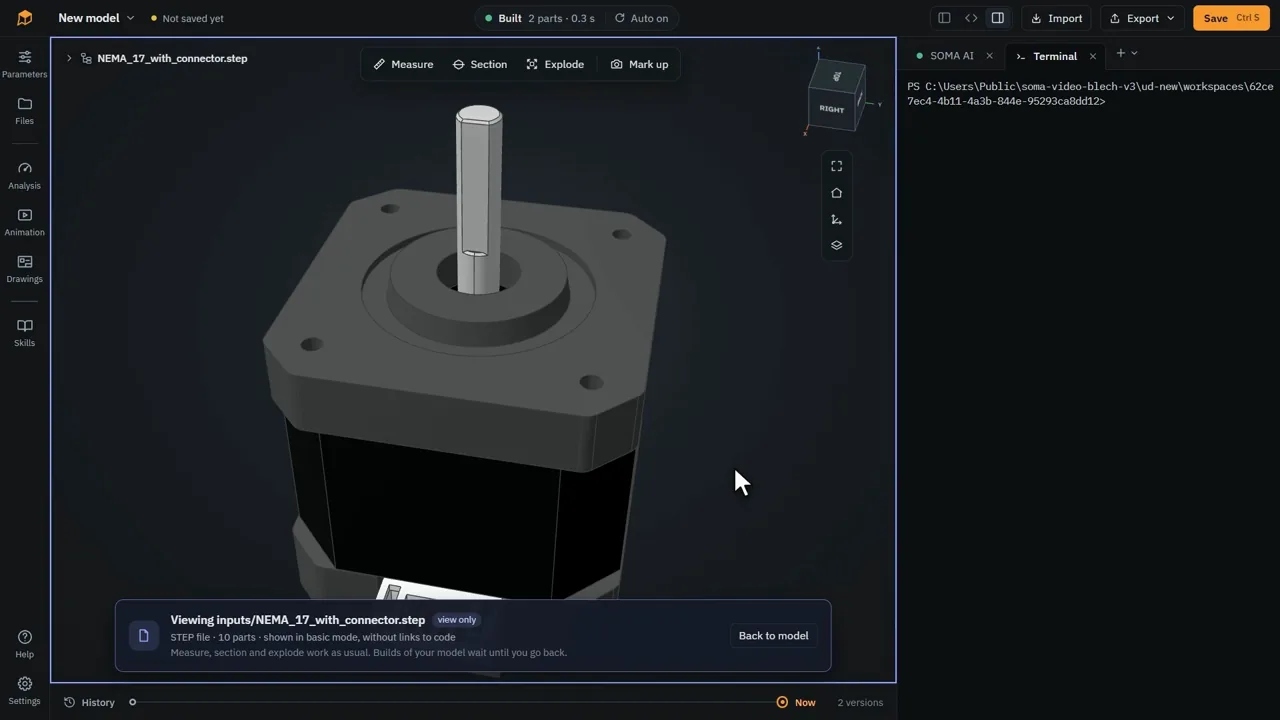 New model
Not saved yet
Built 2 parts · 0.3 s
Auto on
Import
Export
Save Ctrl S
Parameters
Files
Analysis
Animation
Drawings
Skills
Help
Settings
NEMA_17_with_connector.step
Measure
Section
Explode
Mark up
RIGHT
X
Y
SOMA AI
Terminal
PS C:\Users\Public\soma-video-blech-v3\ud-new\workspaces\62ce
7ec4-4b11-4a3b-844e-95293ca8dd12>
Viewing inputs/NEMA_17_with_connector.step view only
STEP file · 10 parts · shown in basic mode, without links to code
Measure, section and explode work as usual. Builds of your model wait until you go back.
Back to model
History
Now
2 versions